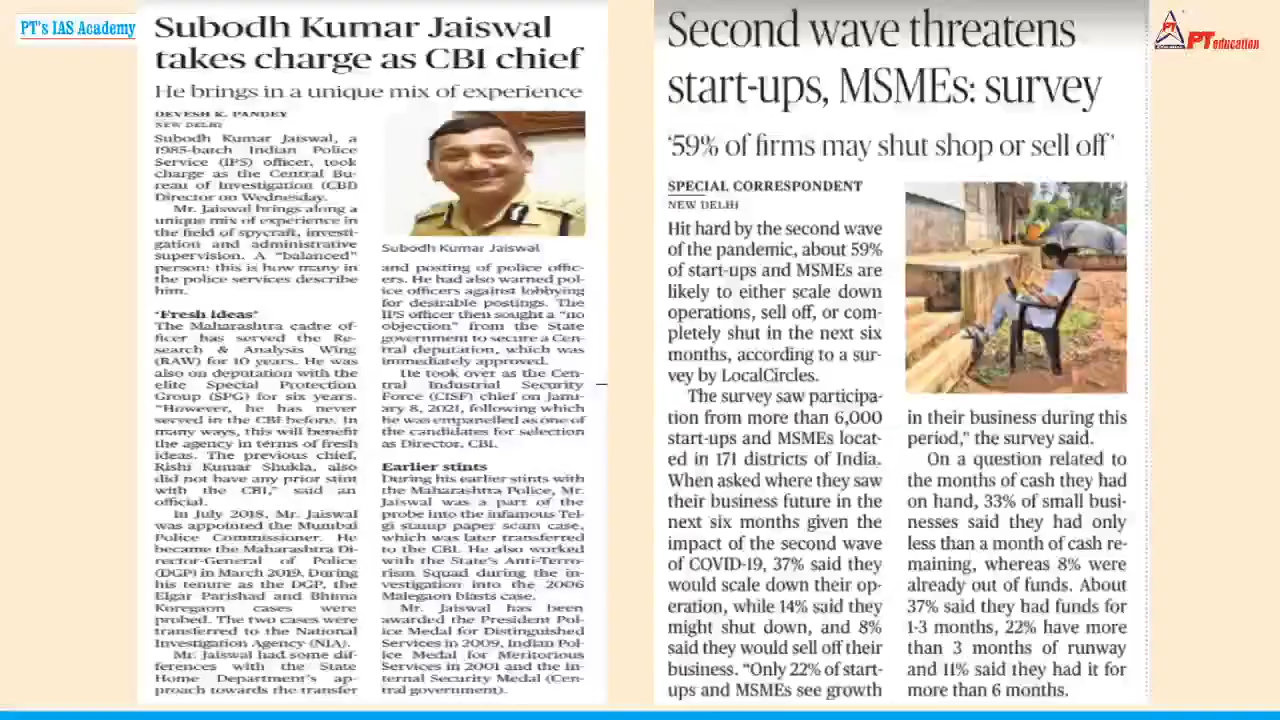 PT's IAS Academy
Subodh Kumar Jaiswal
takes charge as CBI chief
He brings in a unique mix of experience
DEVESH K. PANDEY
NEW DELHI
Subodh Kumar Jaiswal, a
1985-batch Indian Police
Service (IPS) officer, took
charge as the Central Bu-
reau of Investigation (CBI)
Director on Wednesday.
Mr. Jaiswal brings along a
unique mix of experience in
the field of spycraft, investi-
gation and administrative
supervision. A "balanced"
person: this is how many in
the police services describe
him.
'Fresh ideas'
The Maharashtra cadre of-
ficer has served the Re-
search & Analysis Wing
(RAW) for 10 years. He was
also on deputation with the
elite Special Protection
Group (SPG) for six years.
"However, he has never
served in the CBI before. In
many ways, this will benefit
the agency in terms of fresh
ideas. The previous chief,
Rishi Kumar Shukla, also
did not have any prior stint
with the CBI," said an
official.
In July 2018, Mr. Jaiswal
was appointed the Mumbai
Police Commissioner. He
became the Maharashtra Di-
rector-General of Police
(DGP) in March 2019. During
his tenure as the DGP, the
Elgar Parishad and Bhima
Koregaon cases were
probed. The two cases were
transferred to the National
Investigation Agency (NIA).
Mr. Jaiswal had some dif-
ferences with the State
Home Department's ap-
proach towards the transfer
Subodh Kumar Jaiswal
and posting of police offic-
ers. He had also warned pol-
ice officers against lobbying
for desirable postings. The
IPS officer then sought a "no
objection" from the State
government to secure a Cen-
tral deputation, which was
immediately approved.
He took over as the Cen-
tral Industrial Security
Force (CISF) chief on Janu-
ary 8, 2021, following which
he was empanelled as one of
the candidates for selection
as Director, CBI.
Earlier stints
During his earlier stints with
the Maharashtra Police, Mr.
Jaiswal was a part of the
probe into the infamous Tel-
gi stamp paper scam case,
which was later transferred
to the CBI. He also worked
with the State's Anti-Terro-
rism Squad during the in-
vestigation into the 2006
Malegaon blasts case.
Mr. Jaiswal has been
awarded the President Pol-
ice Medal for Distinguished
Services in 2009, Indian Pol-
ice Medal for Meritorious
Services in 2001 and the In-
ternal Security Medal (Cen-
tral government).
Second wave threatens
start-ups, MSMEs: survey
'59% of firms may shut shop or sell off'
SPECIAL CORRESPONDENT
NEW DELHI
Hit hard by the second wave
of the pandemic, about 59%
of start-ups and MSMEs are
likely to either scale down
operations, sell off, or com-
pletely shut in the next six
months, according to a sur-
vey by LocalCircles.
The survey saw participa-
tion from more than 6,000
start-ups and MSMEs locat-
ed in 171 districts of India.
When asked where they saw
their business future in the
next six months given the
impact of the second wave
of COVID-19, 37% said they
would scale down their op-
eration, while 14% said they
might shut down, and 8%
said they would sell off their
business. "Only 22% of start-
ups and MSMEs see growth
in their business during this
period," the survey said.
On a question related to
the months of cash they had
on hand, 33% of small busi-
nesses said they had only
less than a month of cash re-
maining, whereas 8% were
already out of funds. About
37% said they had funds for
1-3 months, 22% have more
than 3 months of runway
and 11% said they had it for
more than 6 months.
PT education